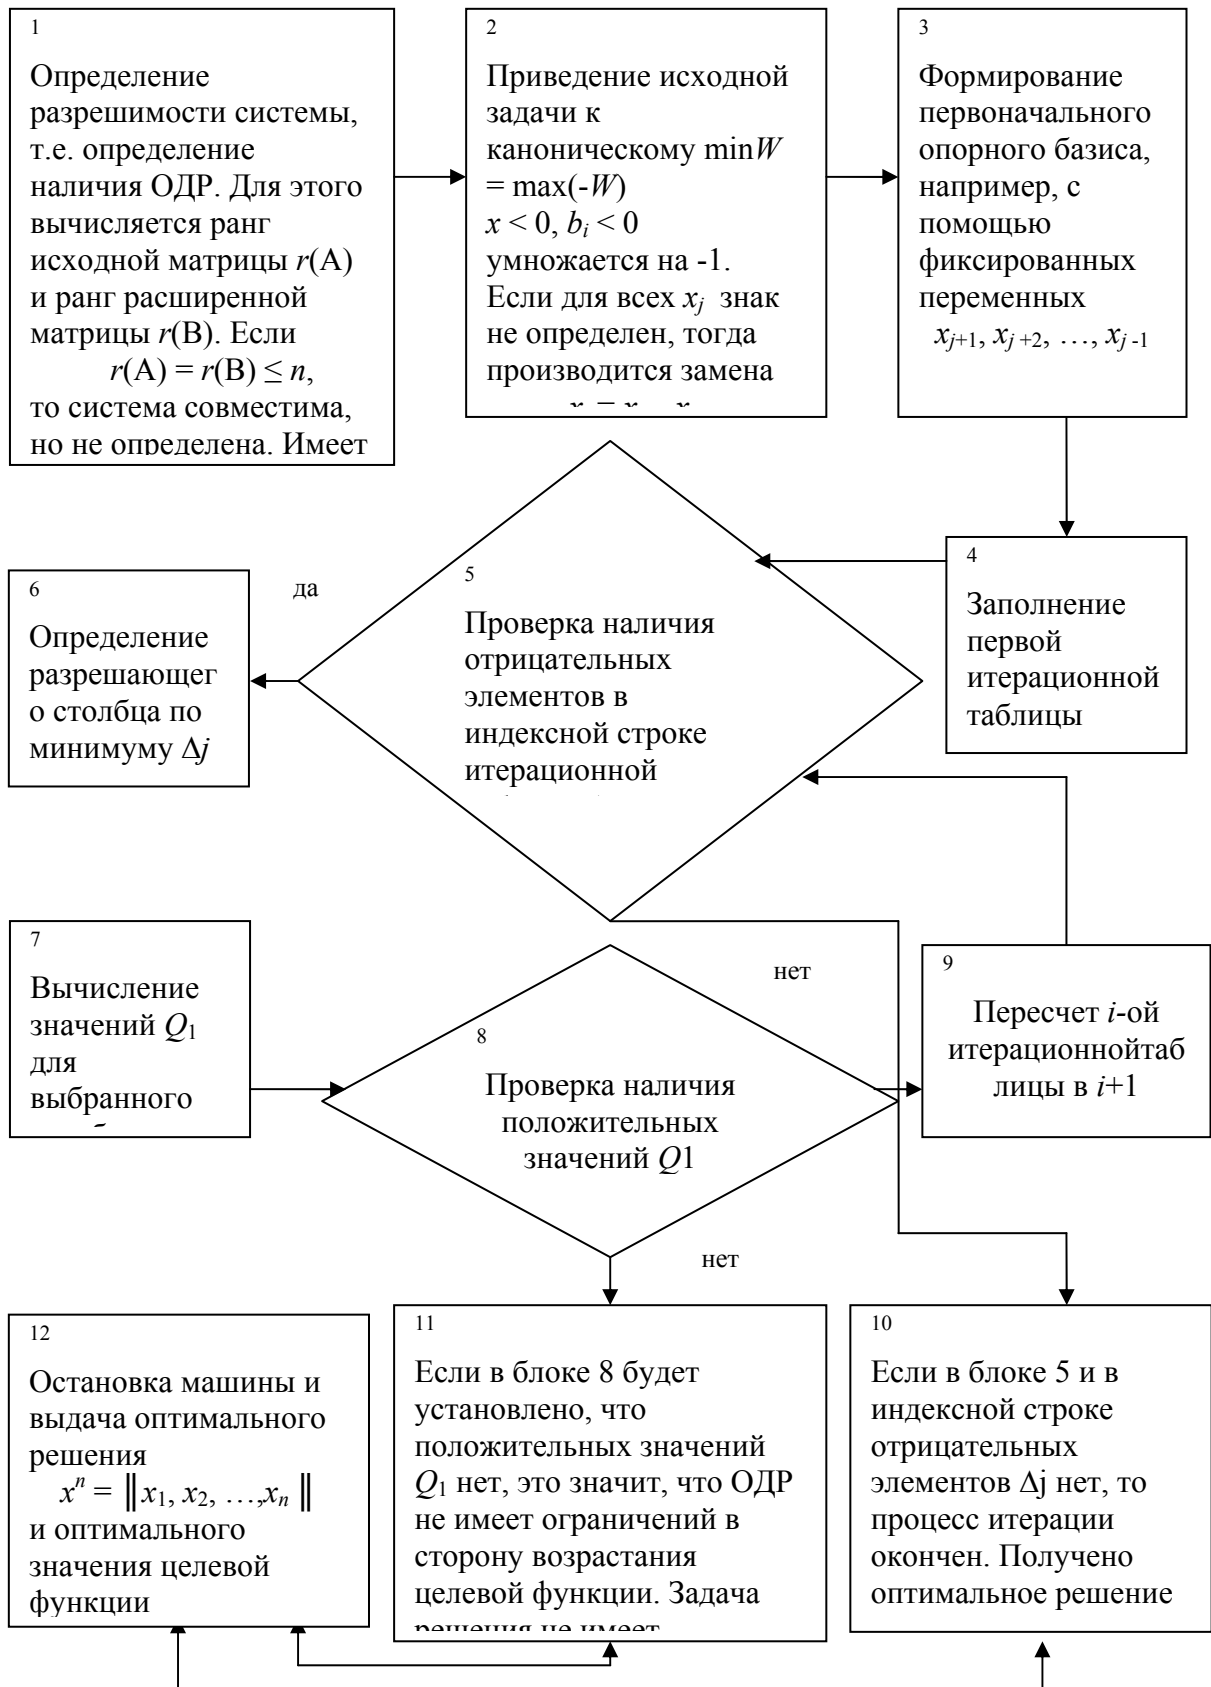 1
Определение
разрешимости системы,
т.е. определение
наличия ОДР. Для этого
вычисляется ранг
исходной матрицы r(A)
и ранг расширенной
матрицы r(B). Если
r(A) = r(B) ≤ n,
то система совместима,
но не определена. Имеет
2
Приведение исходной
задачи к
каноническому minW
= max(-W)
x < 0, bᵢ < 0
умножается на -1.
Если для всех xⱼ знак
не определен, тогда
производится замена
3
Формирование
первоначального
опорного базиса,
например, с
помощью
фиксированных
переменных
xⱼ₊₁, xⱼ ₊₂, …, xⱼ ₋₁
4
Заполнение
первой
итерационной
таблицы
5
Проверка наличия
отрицательных
элементов в
индексной строке
итерационной
да
6
Определение
разрешающег
о столбца по
минимуму Δj
7
Вычисление
значений Q₁
для
выбранного
8
Проверка наличия
положительных
значений Q1
нет
9
Пересчет i-ой
итерационнойтаб
лицы в i+1
нет
12
Остановка машины и
выдача оптимального
решения
xⁿ = ‖x₁, x₂, …,xₙ ‖
и оптимального
значения целевой
функции
11
Если в блоке 8 будет
установлено, что
положительных значений
Q₁ нет, это значит, что ОДР
не имеет ограничений в
сторону возрастания
целевой функции. Задача
решения не имеет
10
Если в блоке 5 и в
индексной строке
отрицательных
элементов Δj нет, то
процесс итерации
окончен. Получено
оптимальное решение